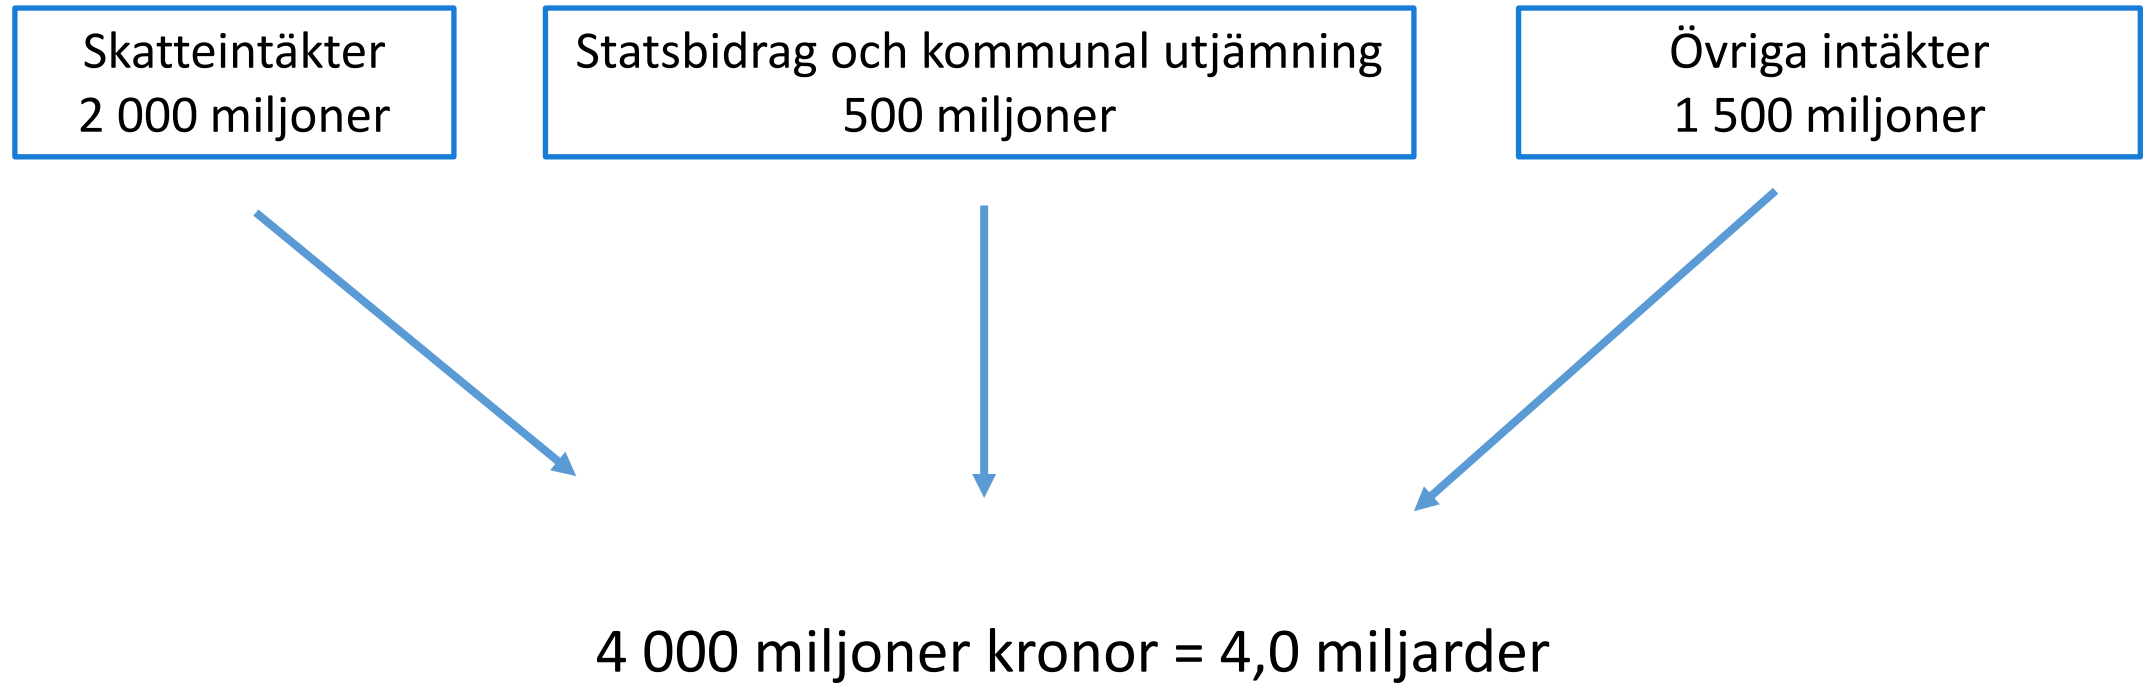 Skatteintäkter
2 000 miljoner
Statsbidrag och kommunal utjämning
500 miljoner
Övriga intäkter
1 500 miljoner
4 000 miljoner kronor = 4,0 miljarder